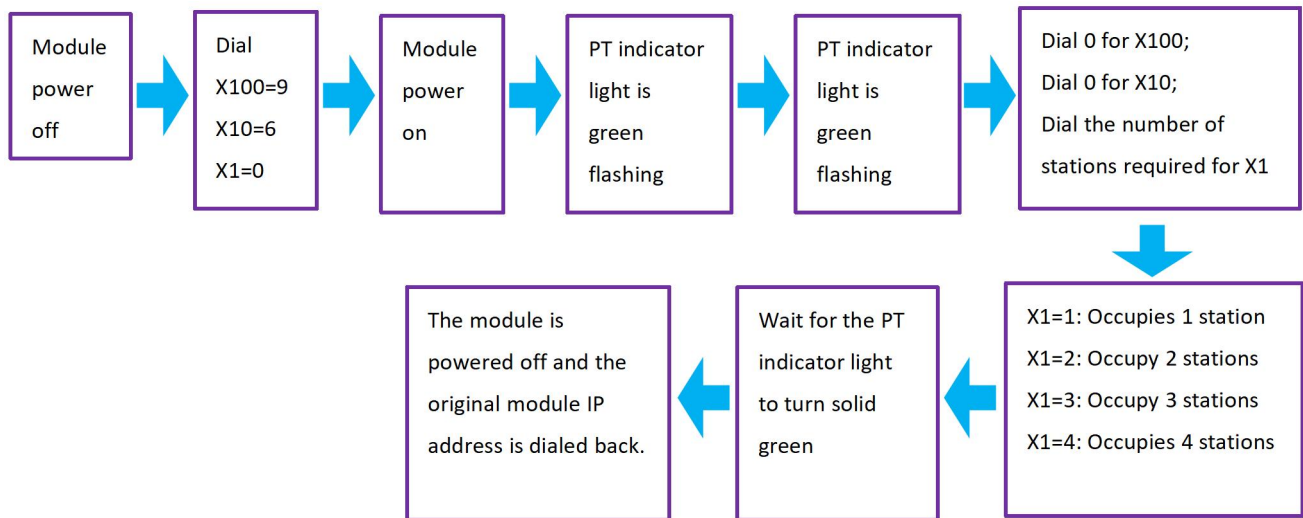 Module
power
off
Dial
X100=9
X10=6
X1=0
Module
power
on
PT indicator
light is
green
flashing
PT indicator
light is
green
flashing
Dial 0 for X100;
Dial 0 for X10;
Dial the number of
stations required for X1
X1=1: Occupies 1 station
X1=2: Occupy 2 stations
X1=3: Occupy 3 stations
X1=4: Occupies 4 stations
Wait for the PT
indicator light
to turn solid
green
The module is
powered off and the
original module IP
address is dialed back.